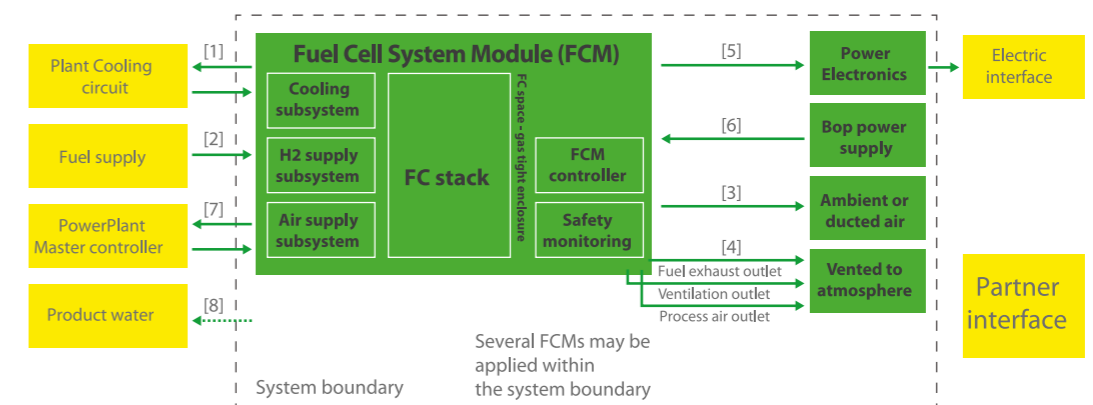 [1]
Plant Cooling
circuit
[2]
Fuel supply
[7]
PowerPlant
Master controller
[8]
Product water
Fuel Cell System Module (FCM)
Cooling
subsystem
H2 supply
subsystem
Air supply
subsystem
FC stack
FC space - gas tight enclosure
FCM
controller
Safety
monitoring
[5]
[6]
[3]
[4]
Fuel exhaust outlet
Ventilation outlet
Process air outlet
Power
Electronics
Bop power
supply
Ambient or
ducted air
Vented to
atmosphere
Electric
interface
Partner
interface
Several FCMs may be
applied within
the system boundary
System boundary